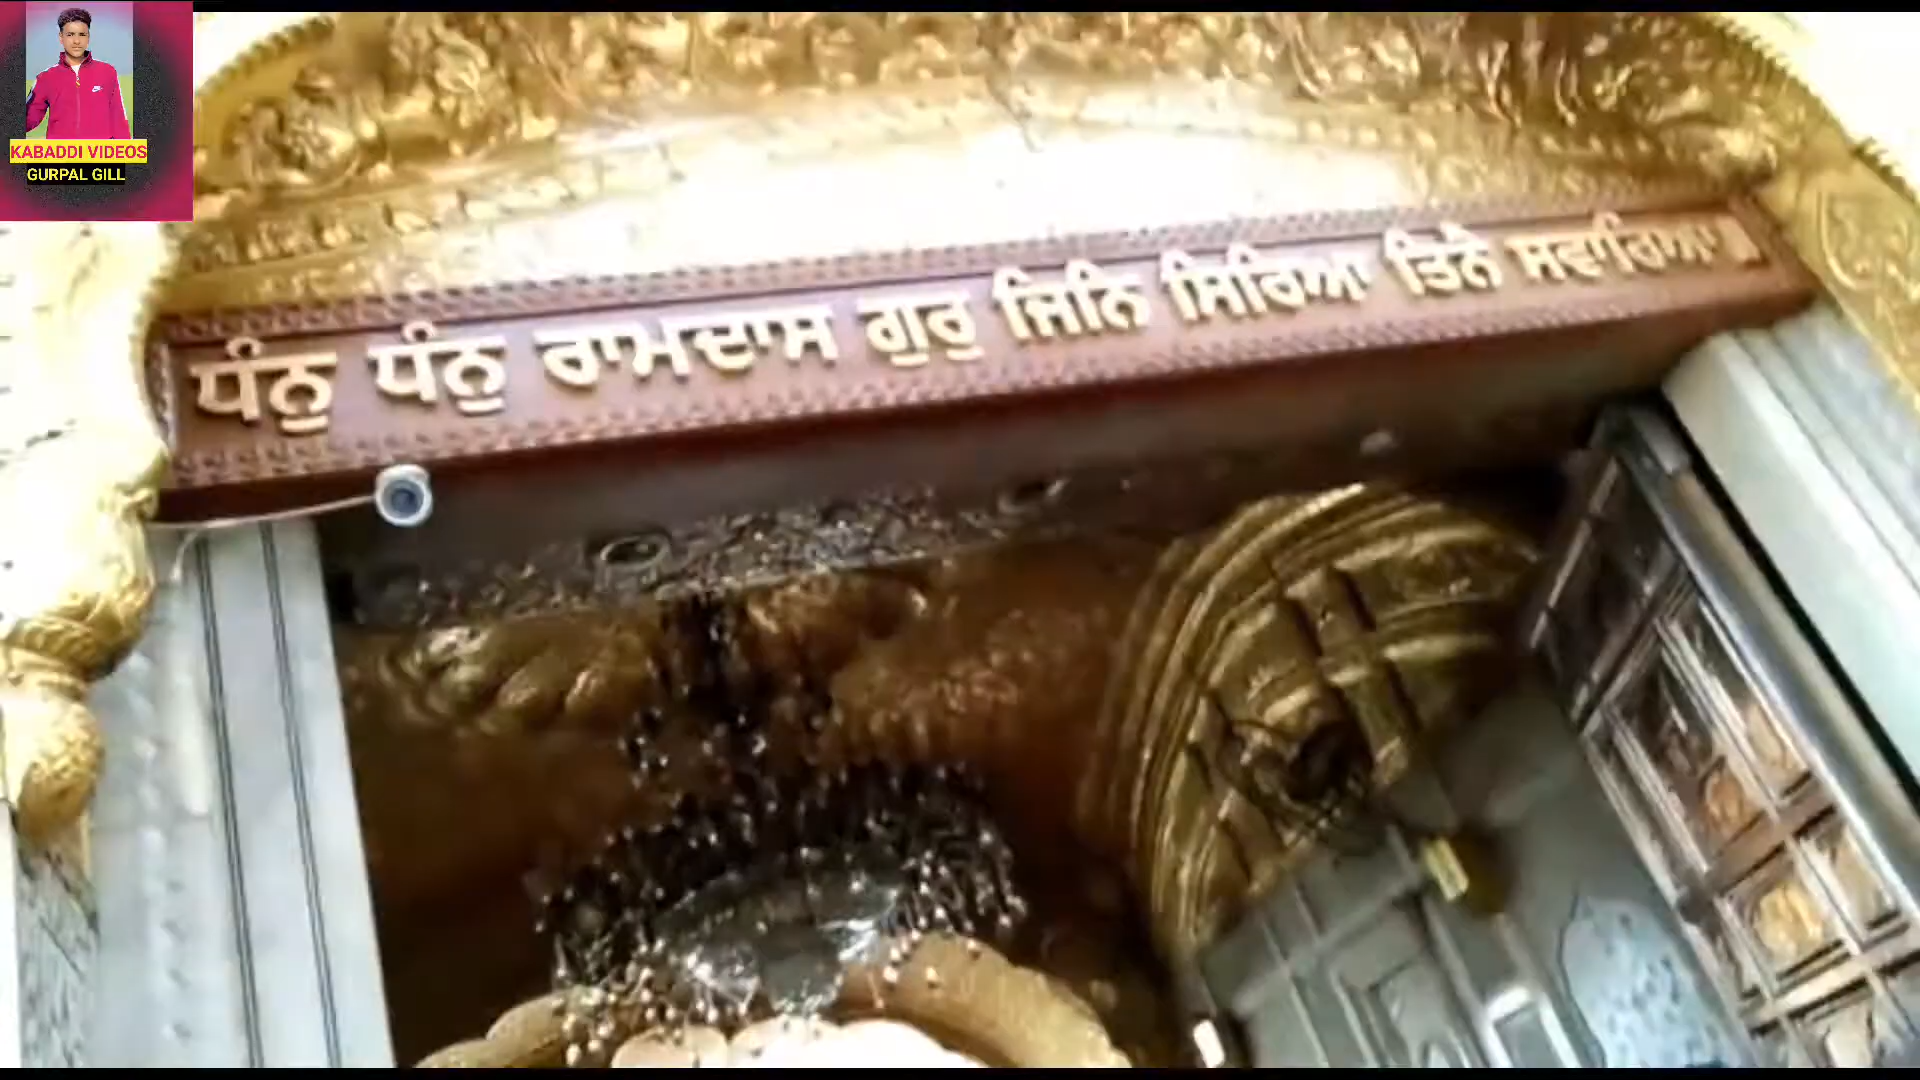 KABADDI VIDEOS
GURPAL GILL
ਧੰਨੁ ਧੰਨੁ ਰਾਮਦਾਸ ਗੁਰੁ ਜਿਨਿ ਸਿਰਿਆ ਤਿਨੇ ਸਵਾਰਿਆ